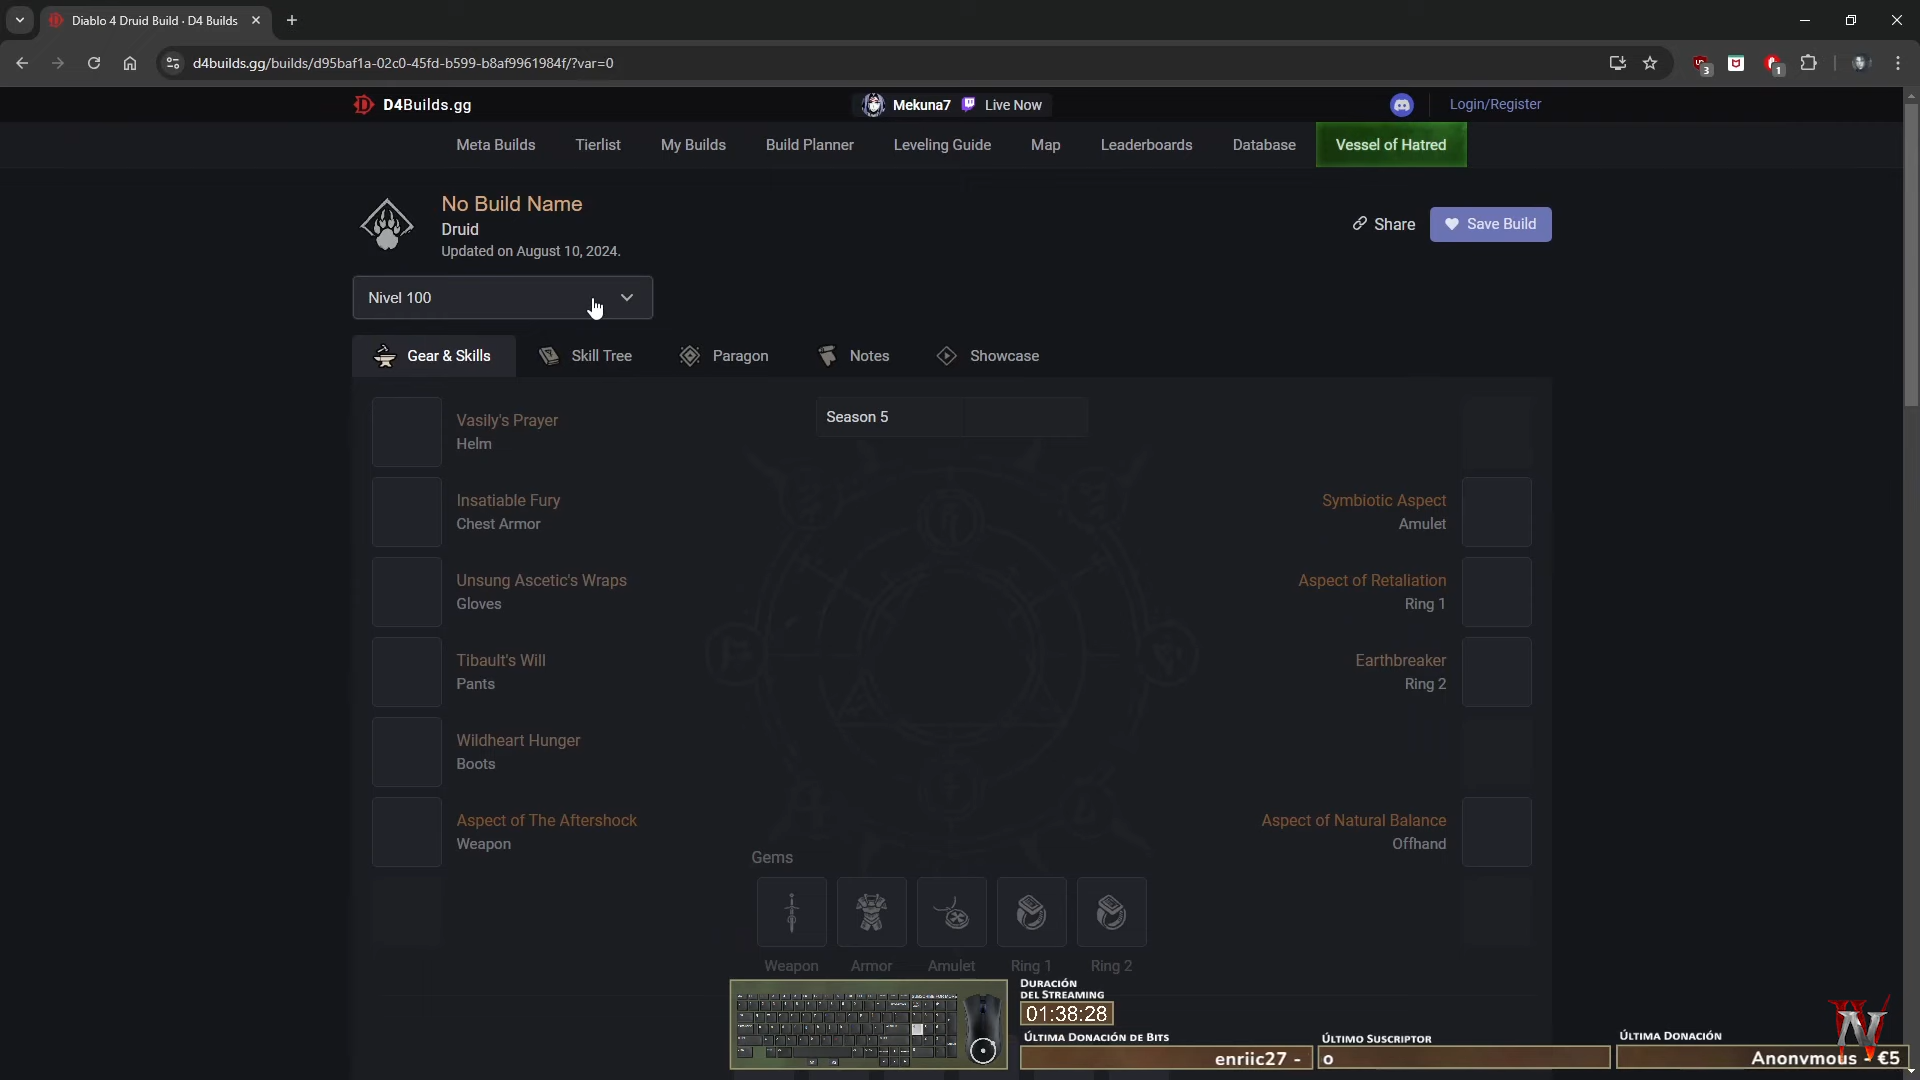 Diablo 4 Druid Build · D4 Builds
d4builds.gg/builds/d95baf1a-02c0-45fd-b599-b8af9961984f/?var=0
3
1
D4Builds.gg
Mekuna7 Live Now
Login/Register
Meta Builds Tierlist My Builds Build Planner Leveling Guide Map Leaderboards Database Vessel of Hatred
No Build Name
Druid
Updated on August 10, 2024.
Share Save Build
Nivel 100
Gear & Skills Skill Tree Paragon Notes Showcase
Season 5
Vasily's Prayer
Helm
Insatiable Fury
Chest Armor
Symbiotic Aspect
Amulet
Unsung Ascetic's Wraps
Gloves
Aspect of Retaliation
Ring 1
Tibault's Will
Pants
Earthbreaker
Ring 2
Wildheart Hunger
Boots
Aspect of The Aftershock
Weapon
Aspect of Natural Balance
Offhand
Gems
Weapon Armor Amulet Ring 1 Ring 2
DURACIÓN
DEL STREAMING
01:38:28
ÚLTIMA DONACIÓN DE BITS
enriic27 -
ÚLTIMO SUSCRIPTOR
o
ÚLTIMA DONACIÓN
Anonymous - €5